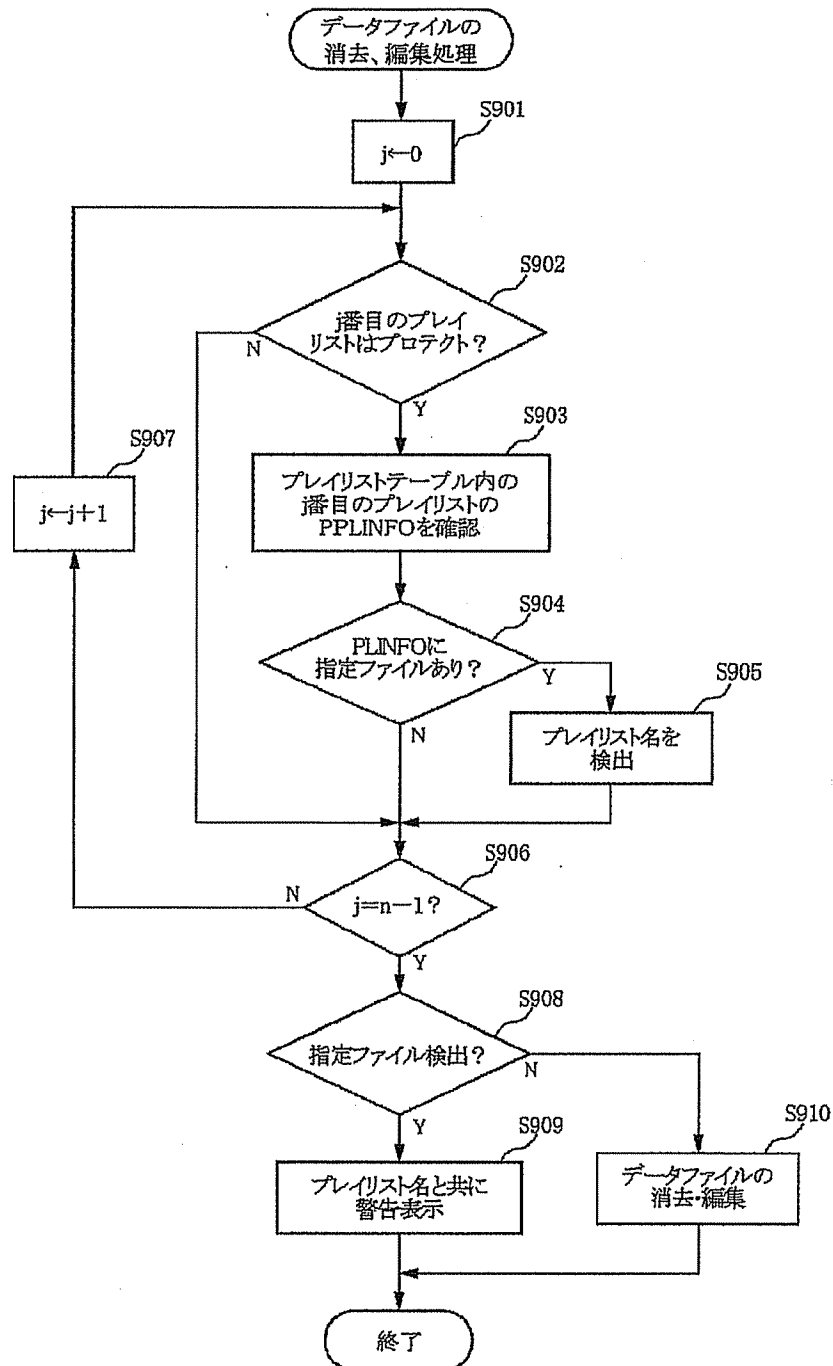 データファイルの
消去、編集処理
S901
j←0
S902
j番目のプレイ
リストはプロテクト?
N
Y
S903
プレイリストテーブル内の
j番目のプレイリストの
PPLINFOを確認
S907
j←j+1
S904
PLINFOに
指定ファイルあり?
Y
N
S905
プレイリスト名を
検出
S906
j=n-1?
N
Y
S908
指定ファイル検出?
N
Y
S909
プレイリスト名と共に
警告表示
S910
データファイルの
消去・編集
終了